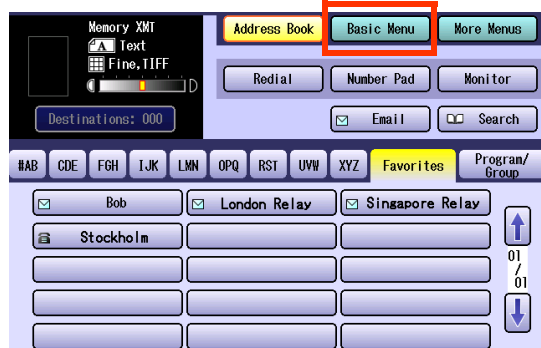 Memory XMT
A Text
Fine,TIFF
D
Destinations: 000
Address Book
Basic Menu
More Menus
Redial
Number Pad
Monitor
Email
Search
#AB
CDE
FGH
IJK
LMN
OPQ
RST
UVW
XYZ
Favorites
Program/
Group
Bob
London Relay
Singapore Relay
Stockholm
01
/
01